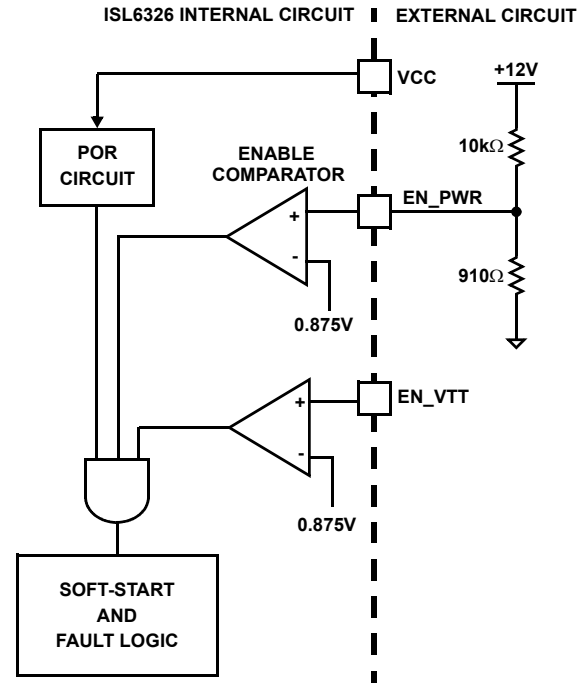 ISL6326 INTERNAL CIRCUIT
EXTERNAL CIRCUIT
VCC
+12V
POR
CIRCUIT
ENABLE
COMPARATOR
10kΩ
+
-
EN_PWR
910Ω
0.875V
+
-
EN_VTT
0.875V
SOFT-START
AND
FAULT LOGIC